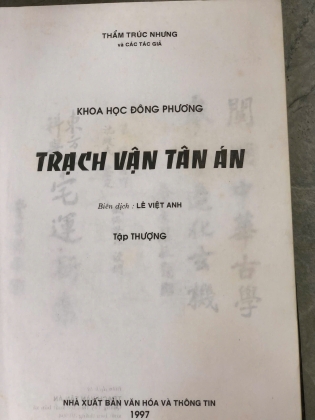 THẨM TRÚC NHƯNG
và CÁC TÁC GIẢ
KHOA HỌC ĐÔNG PHƯƠNG
TRẠCH VẬN TÂN ÁN
Biên dịch : LÊ VIỆT ANH
Tập THƯỢNG
NHÀ XUẤT BẢN VĂN HÓA VÀ THÔNG TIN
1997